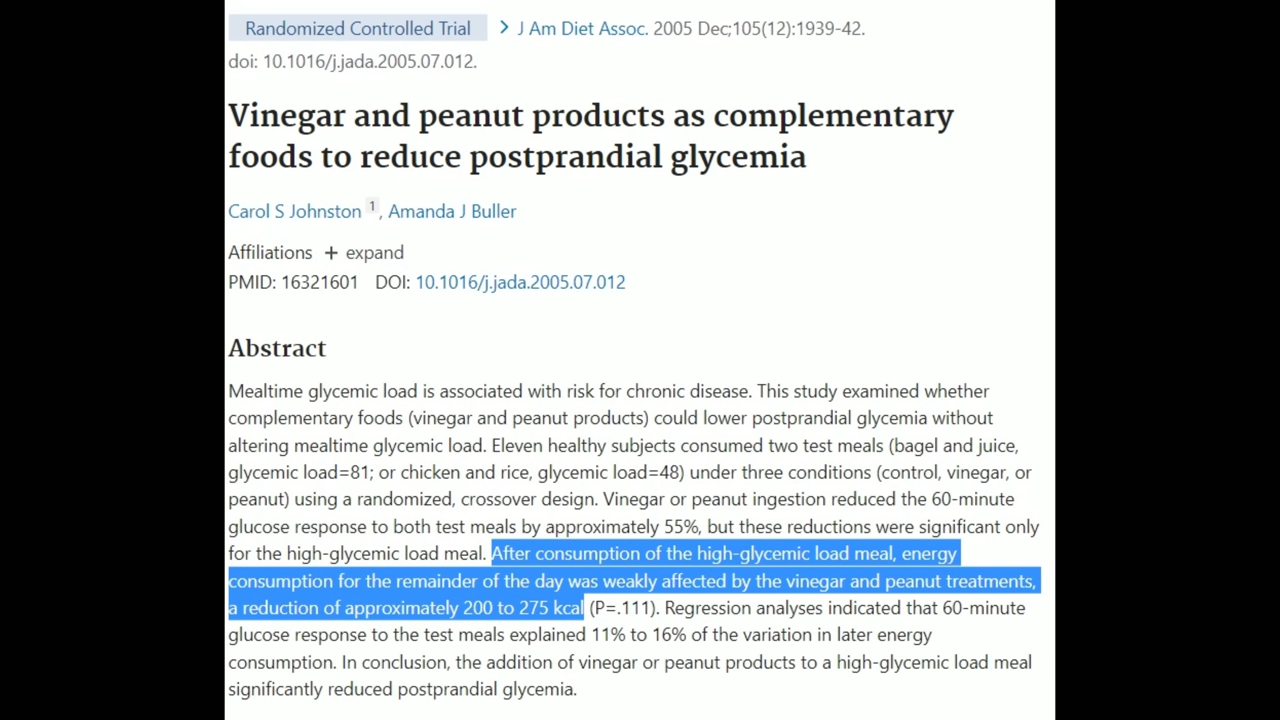 Randomized Controlled Trial > J Am Diet Assoc. 2005 Dec;105(12):1939-42.
doi: 10.1016/j.jada.2005.07.012.
Vinegar and peanut products as complementary
foods to reduce postprandial glycemia
Carol S Johnston 1, Amanda J Buller
Affiliations + expand
PMID: 16321601 DOI: 10.1016/j.jada.2005.07.012
Abstract
Mealtime glycemic load is associated with risk for chronic disease. This study examined whether
complementary foods (vinegar and peanut products) could lower postprandial glycemia without
altering mealtime glycemic load. Eleven healthy subjects consumed two test meals (bagel and juice,
glycemic load=81; or chicken and rice, glycemic load=48) under three conditions (control, vinegar, or
peanut) using a randomized, crossover design. Vinegar or peanut ingestion reduced the 60-minute
glucose response to both test meals by approximately 55%, but these reductions were significant only
for the high-glycemic load meal. After consumption of the high-glycemic load meal, energy
consumption for the remainder of the day was weakly affected by the vinegar and peanut treatments,
a reduction of approximately 200 to 275 kcal (P=.111). Regression analyses indicated that 60-minute
glucose response to the test meals explained 11% to 16% of the variation in later energy
consumption. In conclusion, the addition of vinegar or peanut products to a high-glycemic load meal
significantly reduced postprandial glycemia.